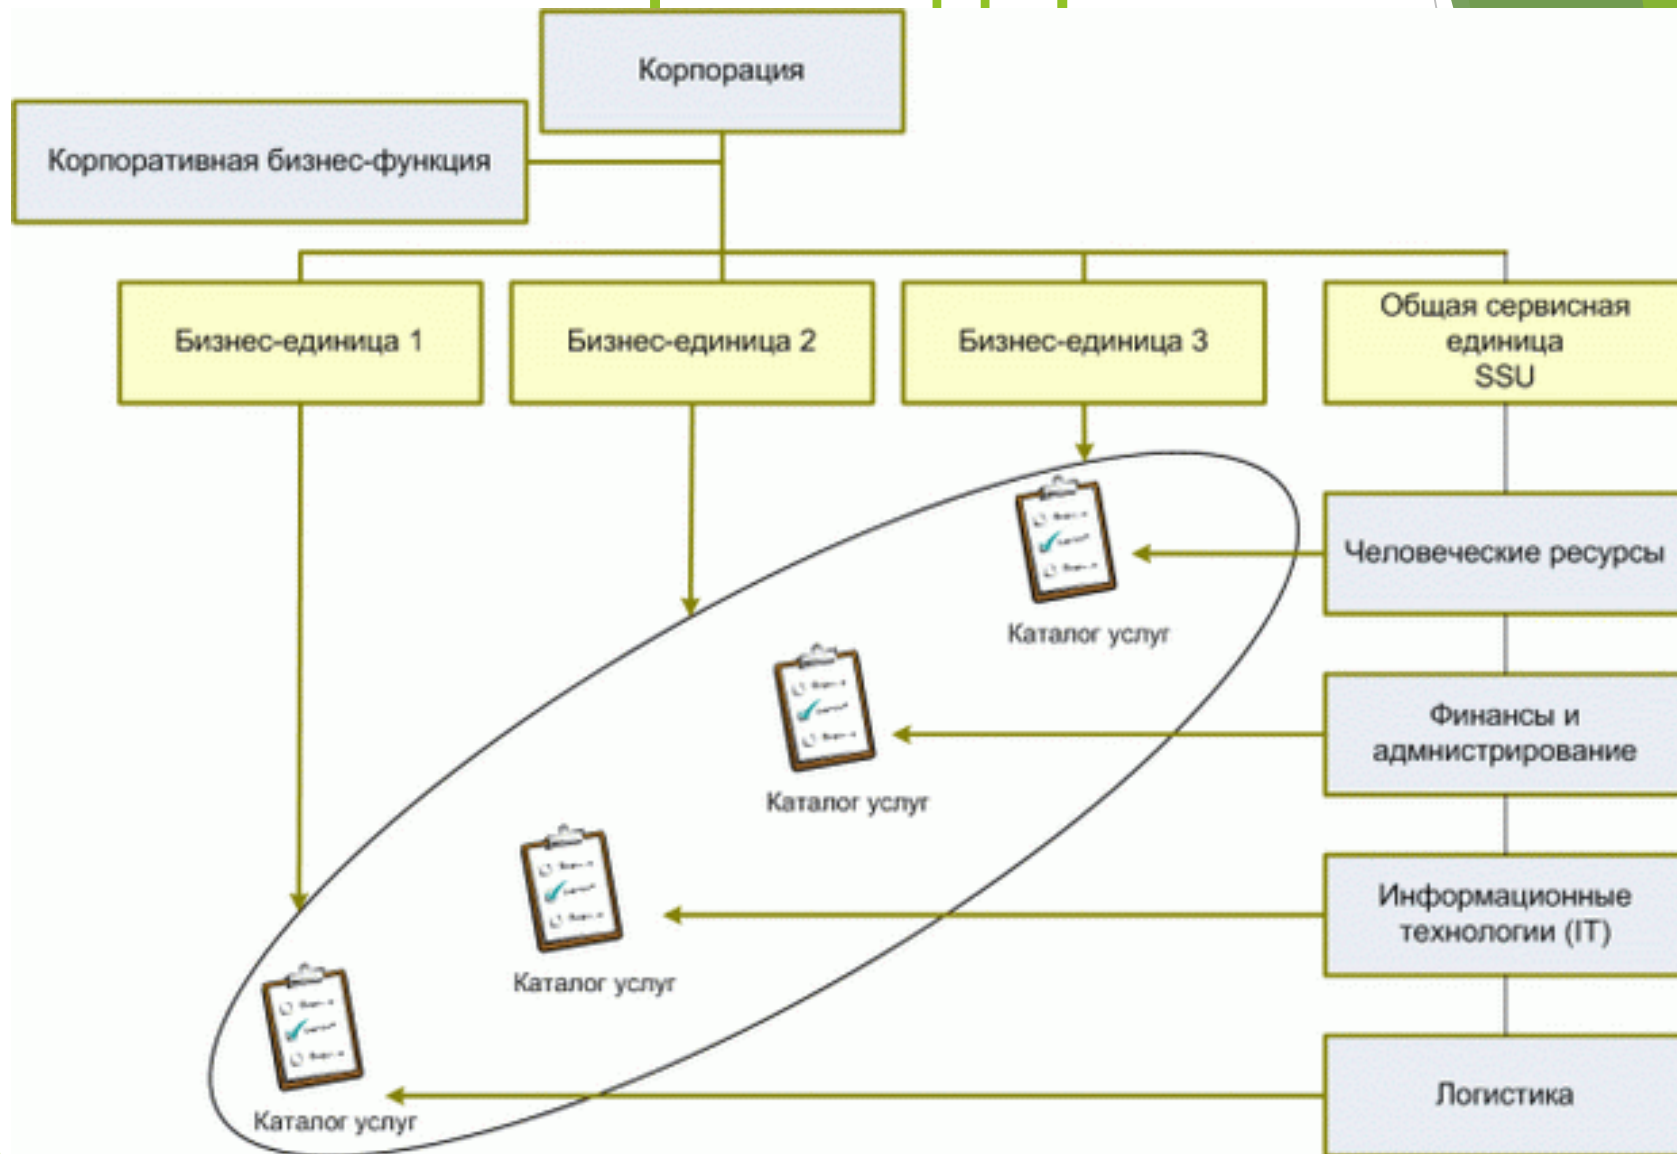 Корпорация
Корпоративная бизнес-функция
Бизнес-единица 1
Бизнес-единица 2
Бизнес-единица 3
Общая сервисная
единица
SSU
Человеческие ресурсы
Каталог услуг
Финансы и
адмнистрирование
Каталог услуг
Информационные
технологии (IT)
Каталог услуг
Логистика
Каталог услуг